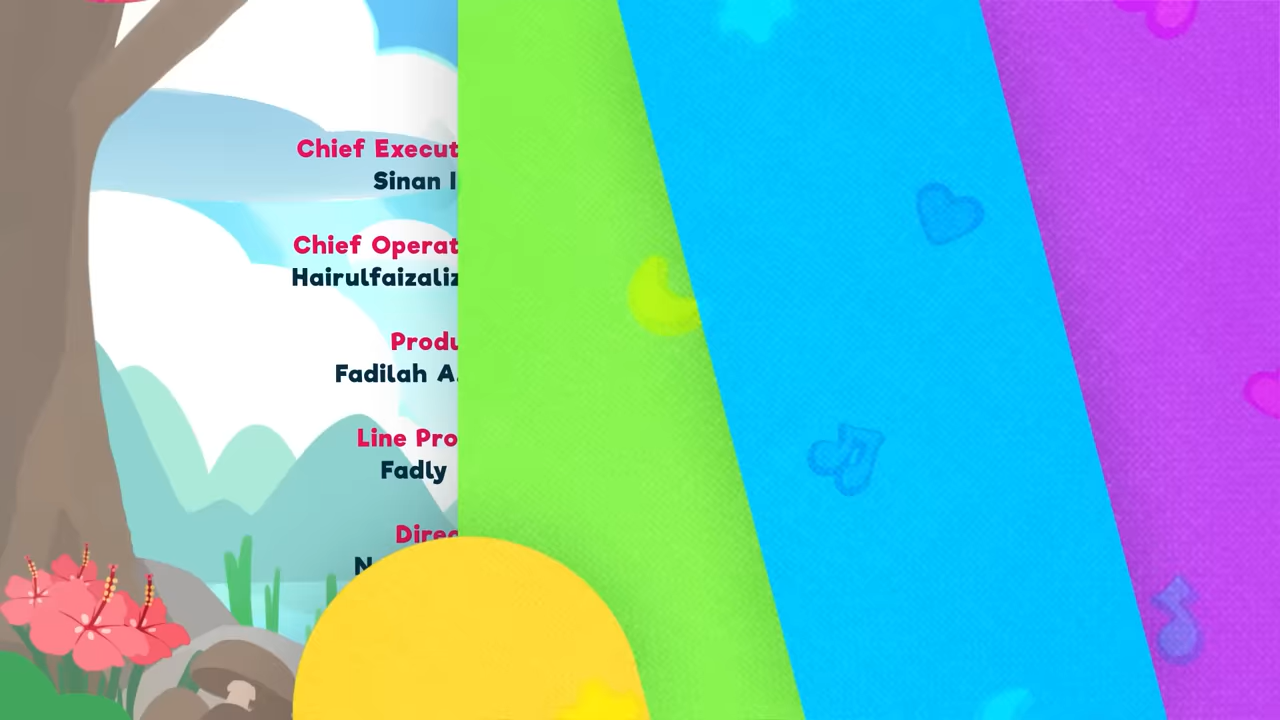 Chief Execut
Sinan I
Chief Operat
Hairulfaizaliz
Produ
Fadilah A.
Line Pro
Fadly
Direc
N